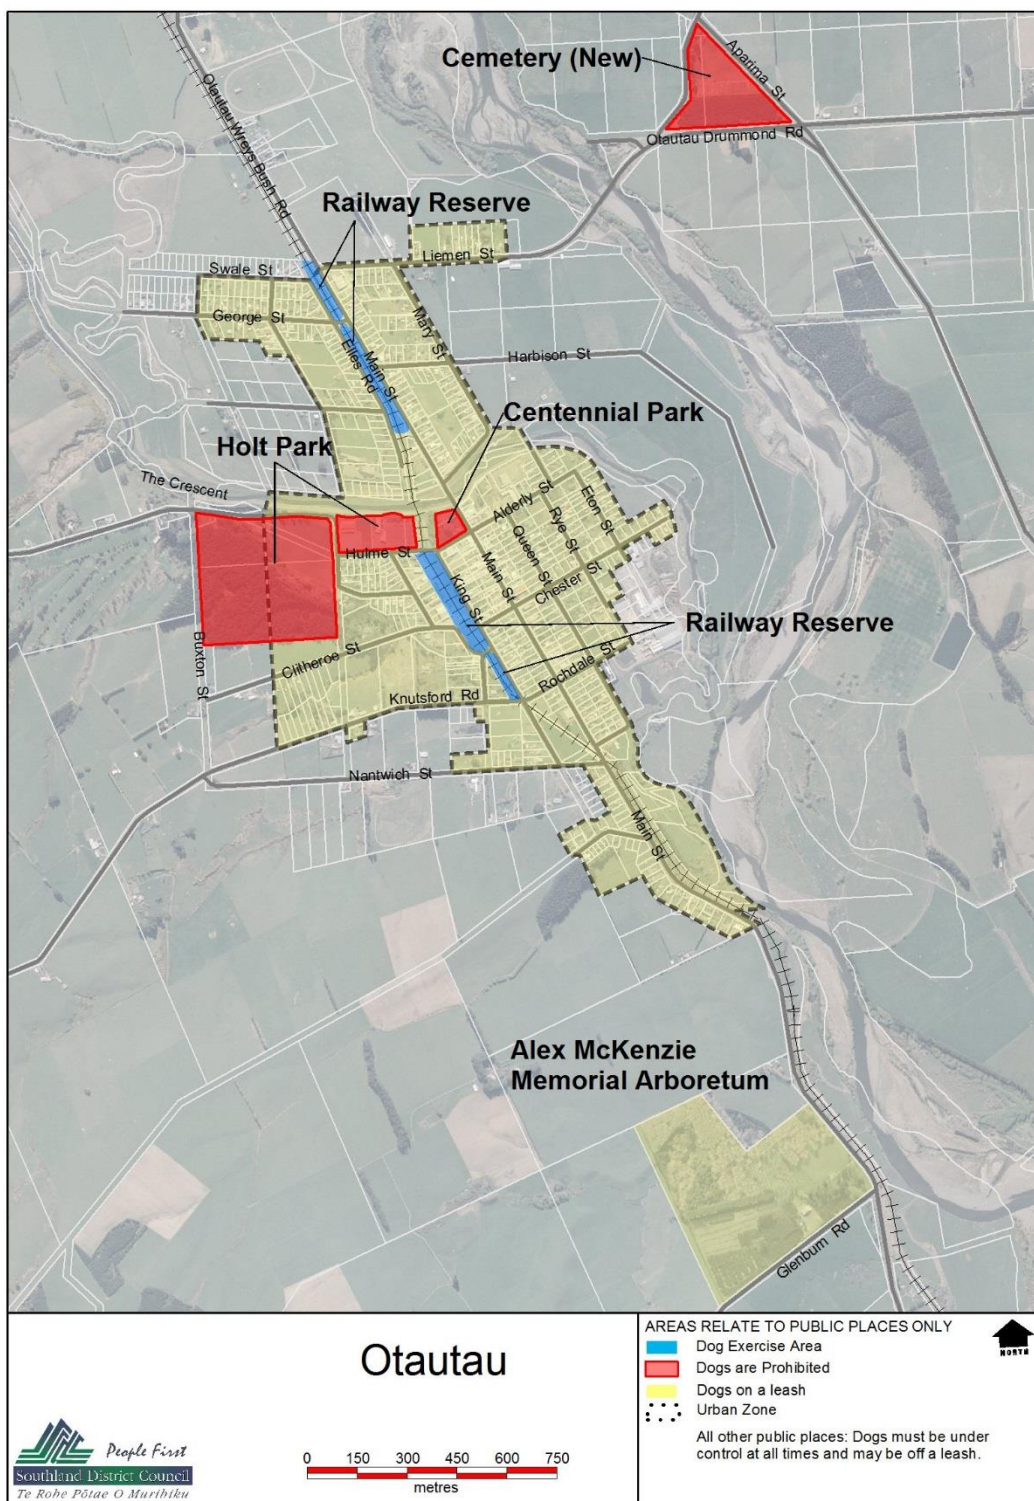 Cemetery (New)
Aparima St
Otautau Drummond Rd
Otautau Wreys Bush Rd
Railway Reserve
Liemen St
Swale St
George St
Mary St
Elles Rd
Main St
Harbison St
Centennial Park
Holt Park
The Crescent
Alderly St
Eton St
Rye St
Queen St
Main St
Hulme St
Chester St
King St
Railway Reserve
Buxton St
Clitheroe St
Rochdale St
Knutsford Rd
Nantwich St
Main St
Alex McKenzie
Memorial Arboretum
Glenburn Rd
Otautau
People First
Southland District Council
Te Rohe Pōtae O Murihiku
0 150 300 450 600 750
metres
AREAS RELATE TO PUBLIC PLACES ONLY
Dog Exercise Area
Dogs are Prohibited
Dogs on a leash
Urban Zone
All other public places: Dogs must be under
control at all times and may be off a leash.
NORTH